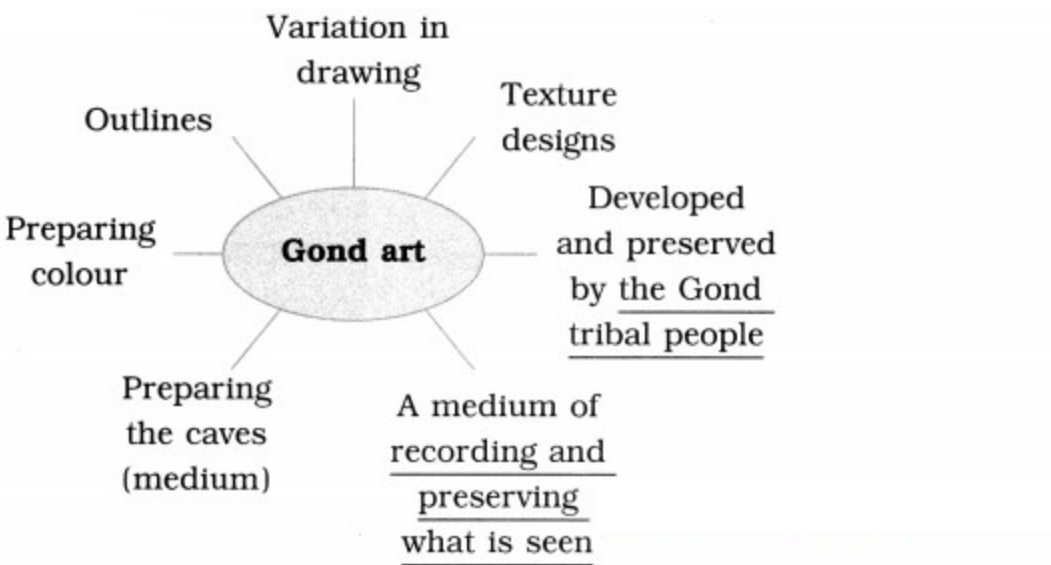 Variation in
drawing
Texture
designs
Outlines
Developed
and preserved
by the Gond
tribal people
Preparing
colour
Gond art
Preparing
the caves
(medium)
A medium of
recording and
preserving
what is seen